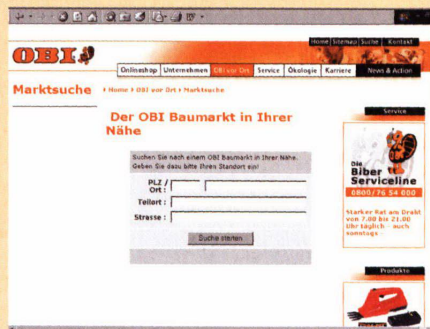 Home Sitemap Suche Kontakt
OBI
Onlineshop Unternehmen OBI vor Ort Service Ökologie Karriere News & Action
Marktsuche
Home OBI vor Ort Marktsuche
Der OBI Baumarkt in Ihrer
Nähe
Suchen Sie nach einem OBI Baumarkt in Ihrer Nähe.
Geben Sie dazu bitte Ihren Standort ein!
PLZ /
Ort :
Teilort :
Strasse :
Suche starten
Service
Die
Biber
Serviceline
0800/76 54 000
Starker Rat am Draht
von 7.00 bis 21.00
Uhr täglich - auch
sonntags
Produkte